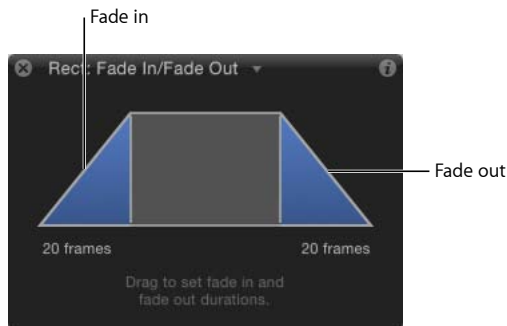 Fade in
Rect: Fade In/Fade Out
Fade out
20 frames
20 frames
Drag to set fade in and
fade out durations.